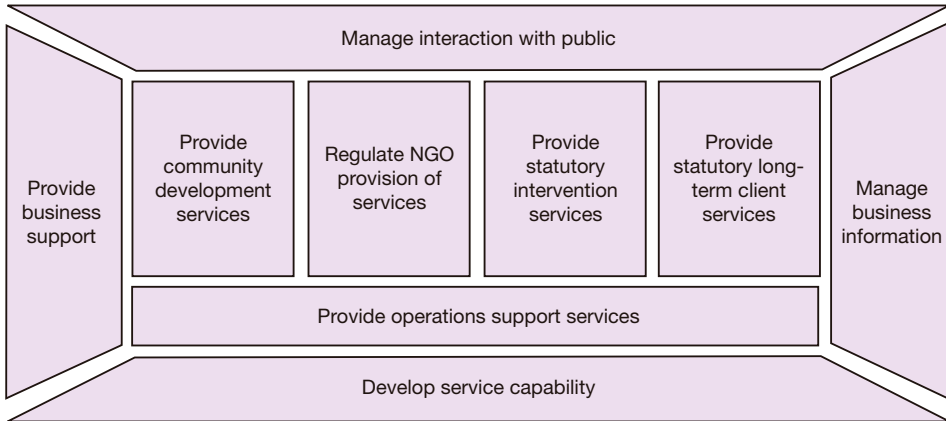 Manage interaction with public
Provide
business
support
Provide
community
development
services
Regulate NGO
provision of
services
Provide
statutory
intervention
services
Provide
statutory long-
term client
services
Manage
business
information
Provide operations support services
Develop service capability